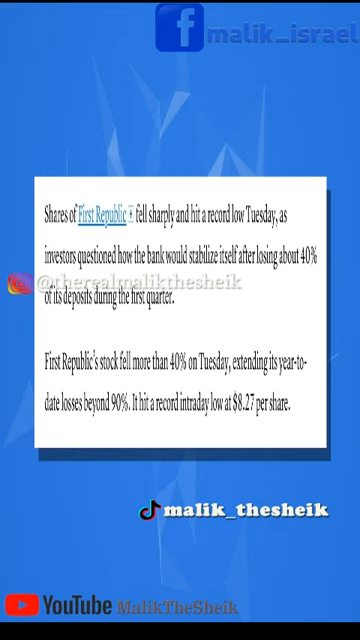 malik_israel
Shares of First Republic fell sharply and hit a record low Tuesday, as
investors questioned how the bank would stabilize itself after losing about 40%
@therealmalikthesheik
of its deposits during the first quarter.
First Republic's stock fell more than 40% on Tuesday, extending its year-to-
date losses beyond 90%. It hit a record intraday low at $8.27 per share.
malik_thesheik
YouTube MalikTheSheik